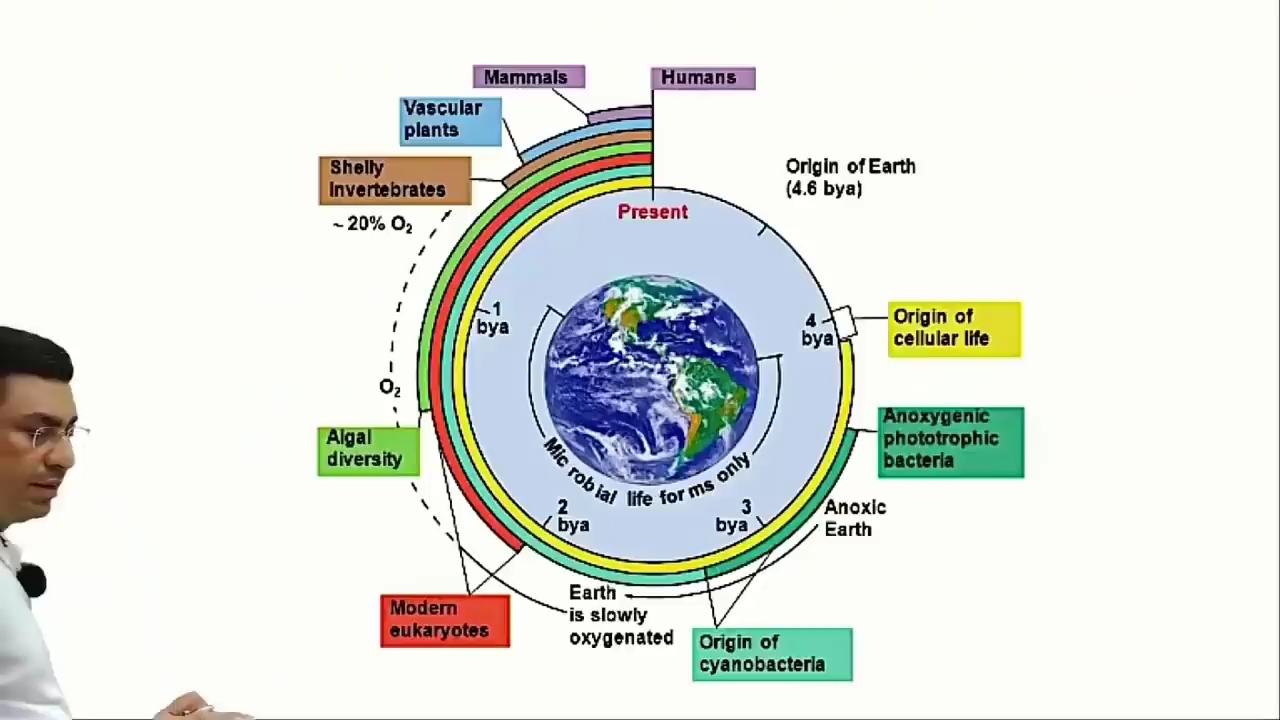 Mammals
Humans
Vascular
plants
Shelly
invertebrates
~ 20% O₂
Origin of Earth
(4.6 bya)
Present
1
bya
4
bya
Origin of
cellular life
O₂
Algal
diversity
Anoxygenic
phototrophic
bacteria
Microbial life forms only
2
bya
3
bya
Anoxic
Earth
Modern
eukaryotes
Earth
is slowly
oxygenated
Origin of
cyanobacteria